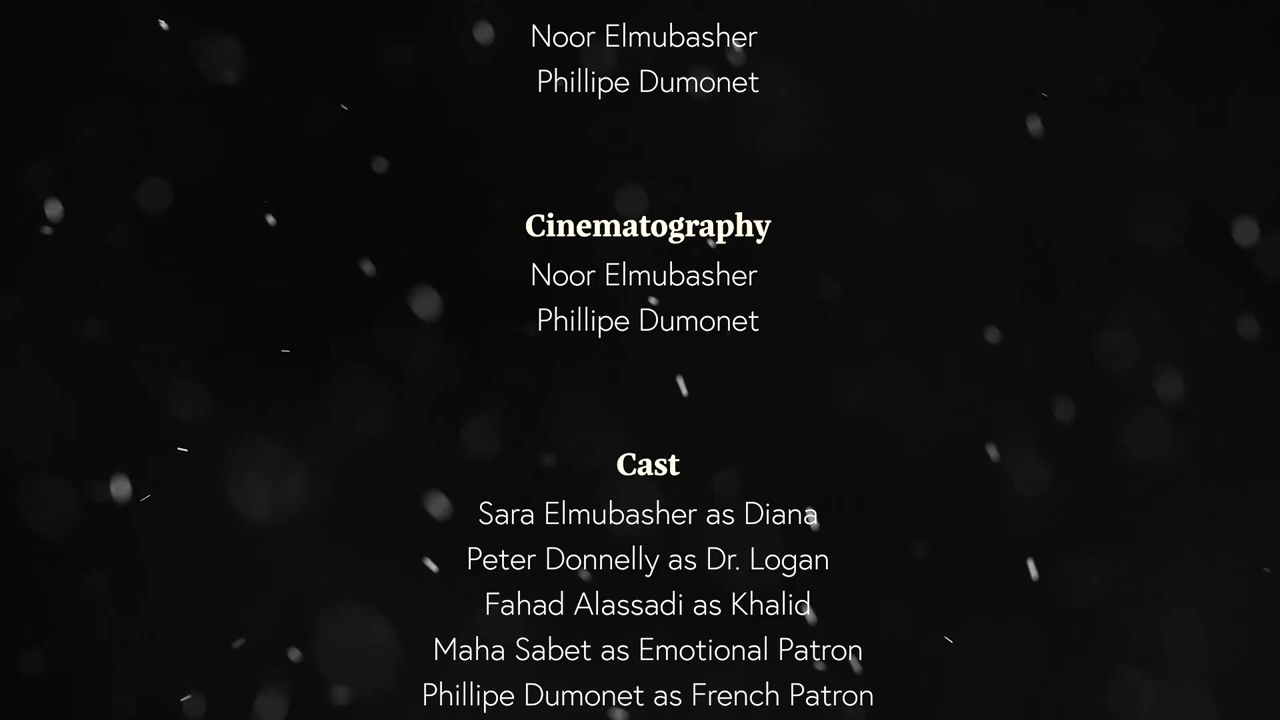 Noor Elmubasher
Phillipe Dumonet
Cinematography
Noor Elmubasher
Phillipe Dumonet
Cast
Sara Elmubasher as Diana
Peter Donnelly as Dr. Logan
Fahad Alassadi as Khalid
Maha Sabet as Emotional Patron
Phillipe Dumonet as French Patron